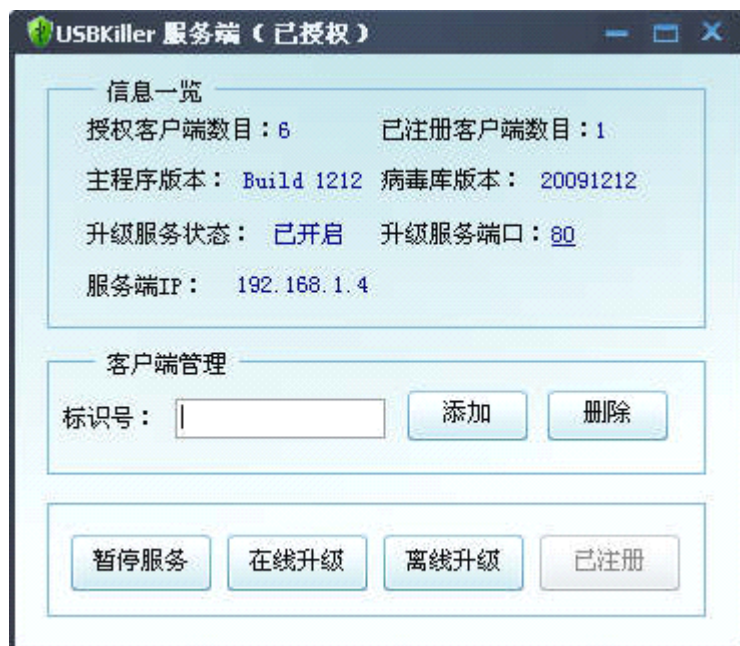 USBKiller 服务端（已授权）
信息一览
授权客户端数目：6 已注册客户端数目：1
主程序版本： Build 1212 病毒库版本： 20091212
升级服务状态： 已开启 升级服务端口：80
服务端IP： 192.168.1.4
客户端管理
标识号： 添加 删除
暂停服务 在线升级 离线升级 已注册